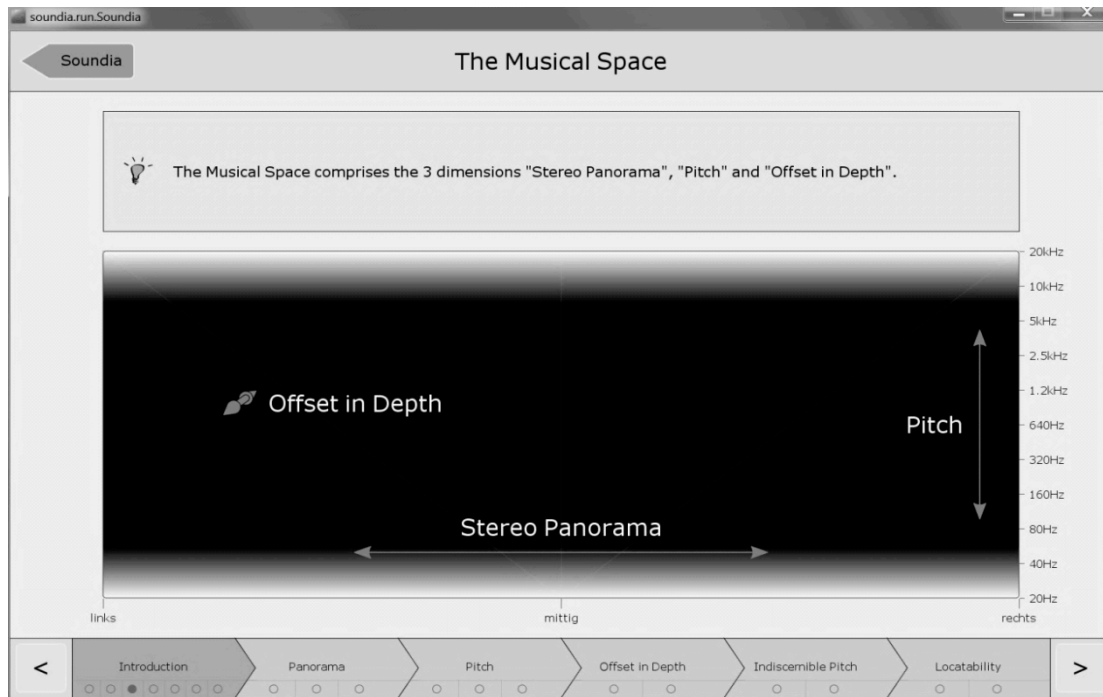 soundia.run.Soundia
Soundia
The Musical Space
The Musical Space comprises the 3 dimensions "Stereo Panorama", "Pitch" and "Offset in Depth".
20kHz
10kHz
5kHz
2.5kHz
1.2kHz
640Hz
320Hz
160Hz
80Hz
40Hz
20Hz
Offset in Depth
Pitch
Stereo Panorama
links mittig rechts
< Introduction Panorama Pitch Offset in Depth Indiscernible Pitch Locatability >